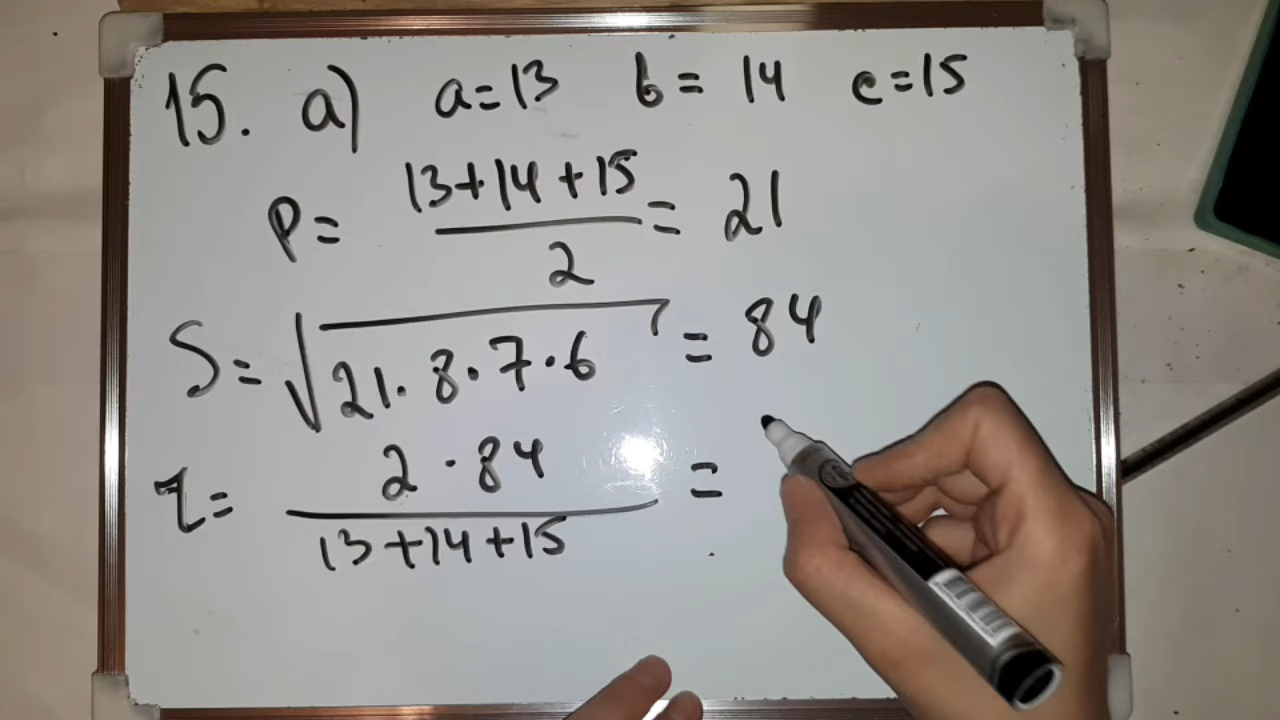 15. a) a=13 b= 14 c=15
P= 13+14+15 / 2 = 21
S= √21·8·7·6 = 84
r= 2·84 / 13+14+15 =